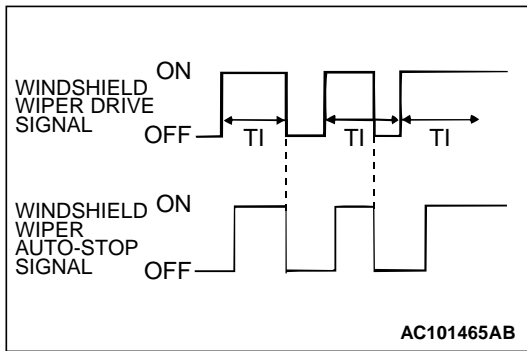 ON
WINDSHIELD
WIPER DRIVE
SIGNAL
OFF
TI
TI
TI
WINDSHIELD
WIPER
AUTO-STOP
SIGNAL
ON
OFF
AC101465AB